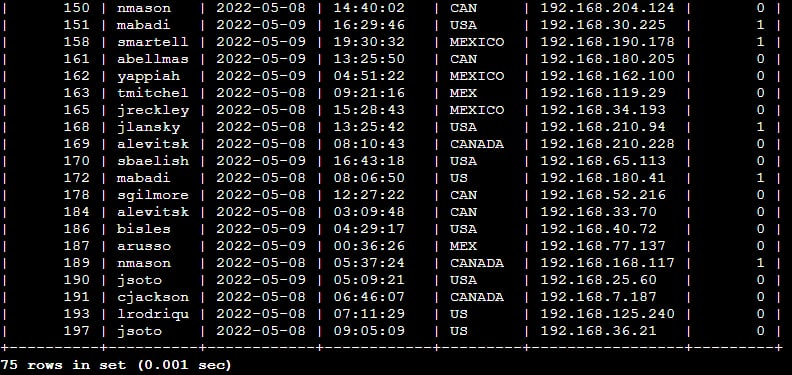 |     150 | nmason   | 2022-05-08 | 14:40:02   | CAN     | 192.168.204.124 |       0 |
|     151 | mabadi   | 2022-05-09 | 16:29:46   | USA     | 192.168.30.225  |       1 |
|     158 | smartell | 2022-05-09 | 19:30:32   | MEXICO  | 192.168.190.178 |       1 |
|     161 | abellmas | 2022-05-09 | 13:25:50   | CAN     | 192.168.180.205 |       0 |
|     162 | yappiah  | 2022-05-09 | 04:51:22   | MEXICO  | 192.168.162.100 |       0 |
|     163 | tmitchel | 2022-05-08 | 09:21:16   | MEX     | 192.168.119.29  |       0 |
|     165 | jreckley | 2022-05-09 | 15:28:43   | MEXICO  | 192.168.34.193  |       0 |
|     168 | jlansky  | 2022-05-08 | 13:25:42   | USA     | 192.168.210.94  |       1 |
|     169 | alevitsk | 2022-05-09 | 08:10:43   | CANADA  | 192.168.210.228 |       0 |
|     170 | sbaelish | 2022-05-09 | 16:43:18   | USA     | 192.168.65.113  |       0 |
|     172 | mabadi   | 2022-05-08 | 08:06:50   | US      | 192.168.180.41  |       1 |
|     178 | sgilmore | 2022-05-08 | 12:27:22   | CAN     | 192.168.52.216  |       0 |
|     184 | alevitsk | 2022-05-08 | 03:09:48   | CAN     | 192.168.33.70   |       0 |
|     186 | bisles   | 2022-05-09 | 04:29:17   | USA     | 192.168.40.72   |       0 |
|     187 | arusso   | 2022-05-09 | 00:36:26   | MEX     | 192.168.77.137  |       0 |
|     189 | nmason   | 2022-05-08 | 05:37:24   | CANADA  | 192.168.168.117 |       1 |
|     190 | jsoto    | 2022-05-09 | 05:09:21   | USA     | 192.168.25.60   |       0 |
|     191 | cjackson | 2022-05-08 | 06:46:07   | CANADA  | 192.168.7.187   |       0 |
|     193 | lrodriqu | 2022-05-08 | 07:11:29   | US      | 192.168.125.240 |       0 |
|     197 | jsoto    | 2022-05-08 | 09:05:09   | US      | 192.168.36.21   |       0 |
+---------+----------+------------+------------+---------+-----------------+---------+
75 rows in set (0.001 sec)